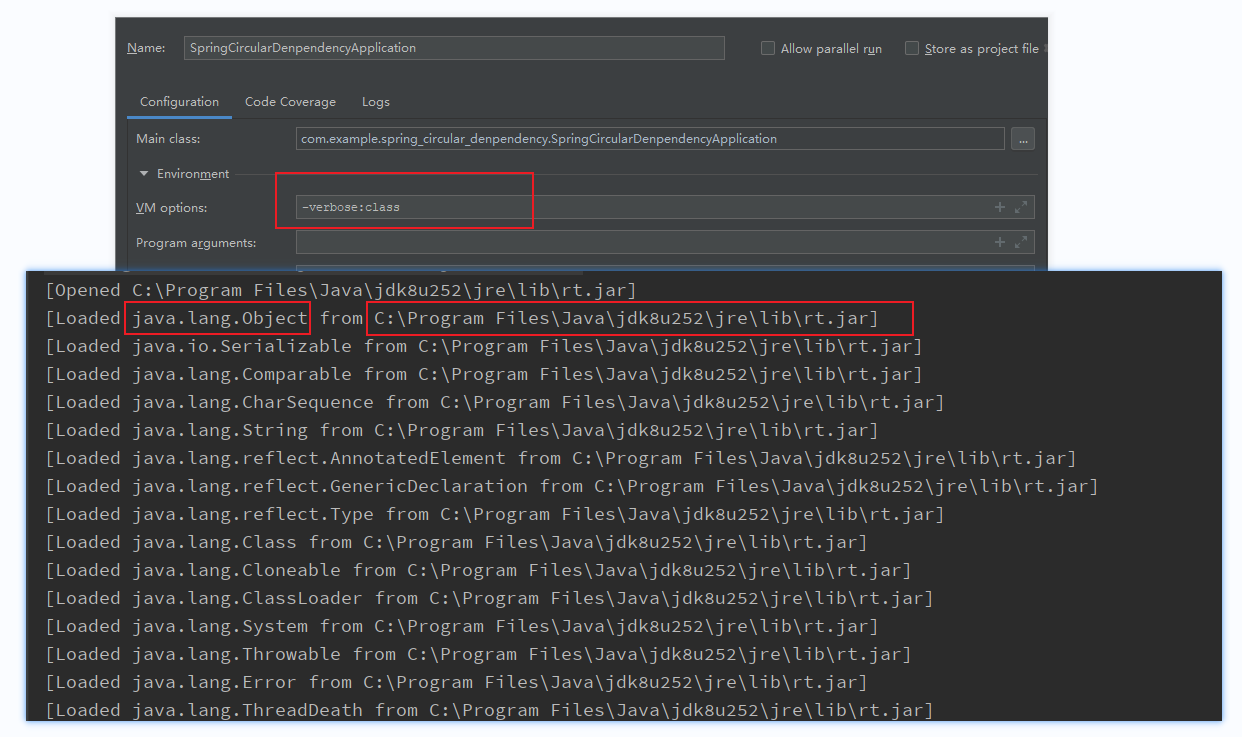 Name: SpringCircularDenpendencyApplication Allow parallel run Store as project file
Configuration Code Coverage Logs
Main class: com.example.spring_circular_denpendency.SpringCircularDenpendencyApplication ...
Environment
VM options: -verbose:class
Program arguments:
[Opened C:\Program Files\Java\jdk8u252\jre\lib\rt.jar]
[Loaded java.lang.Object from C:\Program Files\Java\jdk8u252\jre\lib\rt.jar]
[Loaded java.io.Serializable from C:\Program Files\Java\jdk8u252\jre\lib\rt.jar]
[Loaded java.lang.Comparable from C:\Program Files\Java\jdk8u252\jre\lib\rt.jar]
[Loaded java.lang.CharSequence from C:\Program Files\Java\jdk8u252\jre\lib\rt.jar]
[Loaded java.lang.String from C:\Program Files\Java\jdk8u252\jre\lib\rt.jar]
[Loaded java.lang.reflect.AnnotatedElement from C:\Program Files\Java\jdk8u252\jre\lib\rt.jar]
[Loaded java.lang.reflect.GenericDeclaration from C:\Program Files\Java\jdk8u252\jre\lib\rt.jar]
[Loaded java.lang.reflect.Type from C:\Program Files\Java\jdk8u252\jre\lib\rt.jar]
[Loaded java.lang.Class from C:\Program Files\Java\jdk8u252\jre\lib\rt.jar]
[Loaded java.lang.Cloneable from C:\Program Files\Java\jdk8u252\jre\lib\rt.jar]
[Loaded java.lang.ClassLoader from C:\Program Files\Java\jdk8u252\jre\lib\rt.jar]
[Loaded java.lang.System from C:\Program Files\Java\jdk8u252\jre\lib\rt.jar]
[Loaded java.lang.Throwable from C:\Program Files\Java\jdk8u252\jre\lib\rt.jar]
[Loaded java.lang.Error from C:\Program Files\Java\jdk8u252\jre\lib\rt.jar]
[Loaded java.lang.ThreadDeath from C:\Program Files\Java\jdk8u252\jre\lib\rt.jar]